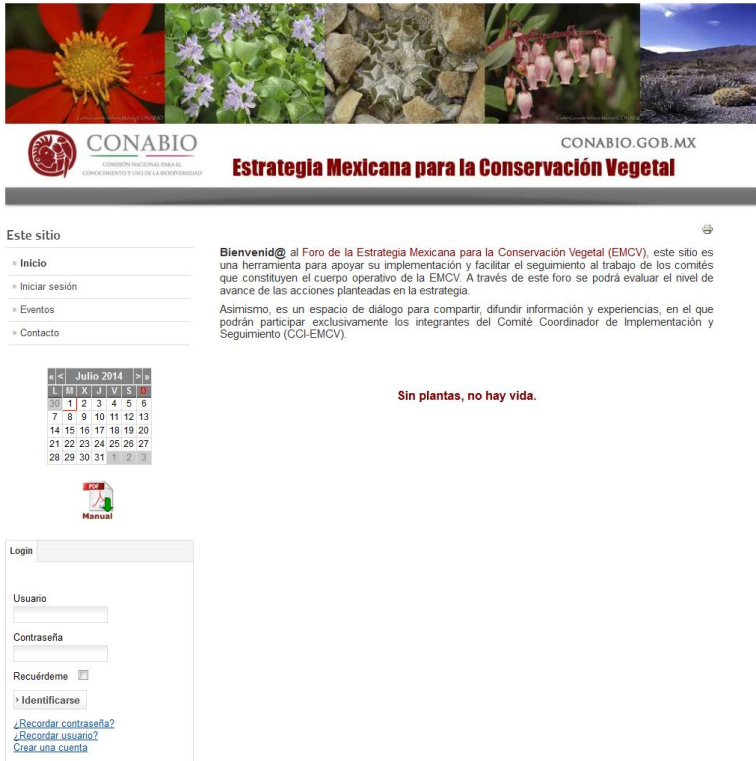 CONABIO
COMISIÓN NACIONAL PARA EL
CONOCIMIENTO Y USO DE LA BIODIVERSIDAD
CONABIO.GOB.MX
Estrategia Mexicana para la Conservación Vegetal
Este sitio
Inicio
Iniciar sesión
Eventos
Contacto
« < Julio 2014 > »
L M X J V S D
30 1 2 3 4 5 6
7 8 9 10 11 12 13
14 15 16 17 18 19 20
21 22 23 24 25 26 27
28 29 30 31 1 2 3
PDF
Manual
Login
Usuario
Contraseña
Recuérdeme
› Identificarse
¿Recordar contraseña?
¿Recordar usuario?
Crear una cuenta
Bienvenid@ al Foro de la Estrategia Mexicana para la Conservación Vegetal (EMCV), este sitio es
una herramienta para apoyar su implementación y facilitar el seguimiento al trabajo de los comités
que constituyen el cuerpo operativo de la EMCV. A través de este foro se podrá evaluar el nivel de
avance de las acciones planteadas en la estrategia.
Asimismo, es un espacio de diálogo para compartir, difundir información y experiencias, en el que
podrán participar exclusivamente los integrantes del Comité Coordinador de Implementación y
Seguimiento (CCI-EMCV).
Sin plantas, no hay vida.